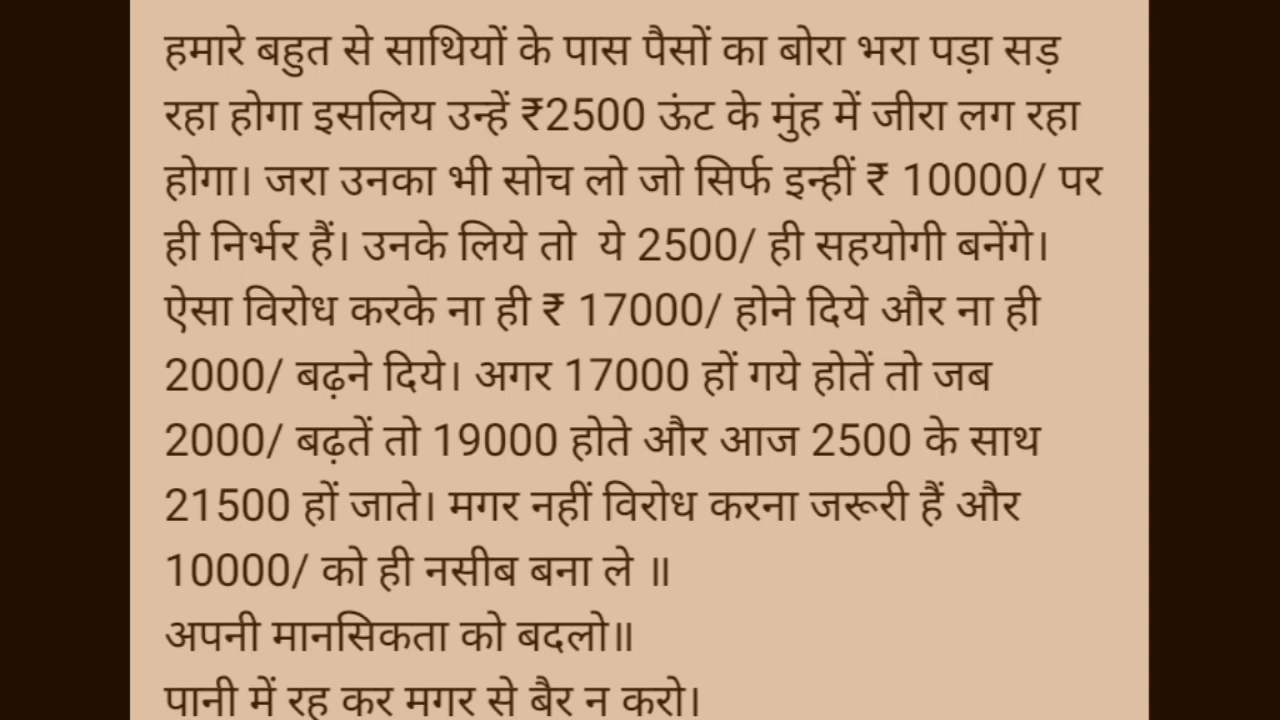 हमारे बहुत से साथियों के पास पैसों का बोरा भरा पड़ा सड़
रहा होगा इसलिय उन्हें ₹2500 ऊंट के मुंह में जीरा लग रहा
होगा। जरा उनका भी सोच लो जो सिर्फ इन्हीं ₹ 10000/ पर
ही निर्भर हैं। उनके लिये तो ये 2500/ ही सहयोगी बनेंगे।
ऐसा विरोध करके ना ही ₹ 17000/ होने दिये और ना ही
2000/ बढ़ने दिये। अगर 17000 हों गये होतें तो जब
2000/ बढ़तें तो 19000 होते और आज 2500 के साथ
21500 हों जाते। मगर नहीं विरोध करना जरूरी हैं और
10000/ को ही नसीब बना ले ॥
अपनी मानसिकता को बदलो॥
पानी में रह कर मगर से बैर न करो।